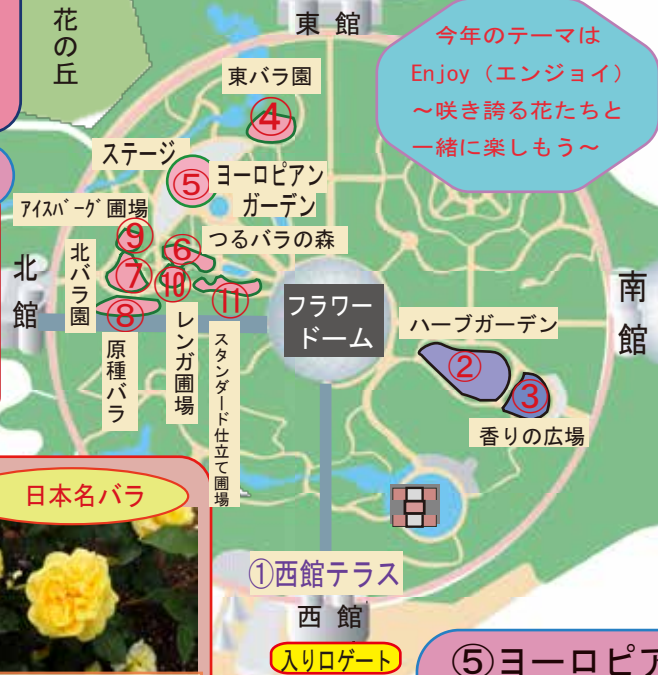 花の丘
東館
今年のテーマは
Enjoy（エンジョイ）
～咲き誇る花たちと
一緒に楽しもう～
東バラ園
④
ステージ
⑤
ヨーロピアン
ガーデン
ｱｲｽﾊﾞｰｸﾞ圃場
⑨
⑥
つるバラの森
北館
北バラ園
⑦
⑩
⑪
⑧
原種バラ
レンガ圃場
スタンダード仕立て圃場
フラワー
ドーム
南館
ハーブガーデン
②
③
香りの広場
日本名バラ
①西館テラス
西館
入り口ゲート
⑤ヨーロピア